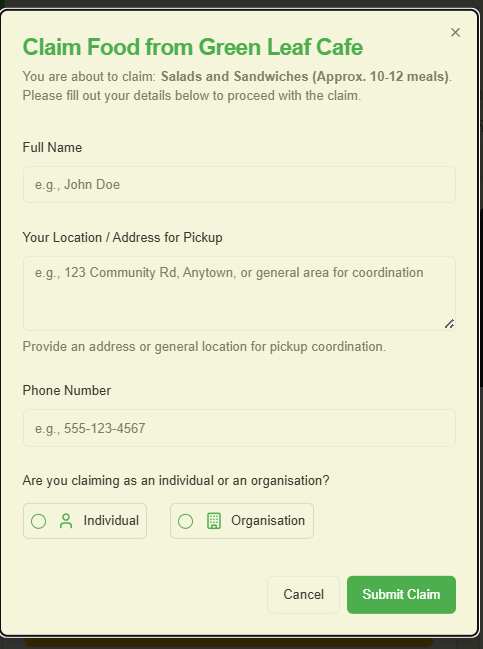 Claim Food from Green Leaf Cafe
You are about to claim: Salads and Sandwiches (Approx. 10-12 meals).
Please fill out your details below to proceed with the claim.
Full Name
e.g., John Doe
Your Location / Address for Pickup
e.g., 123 Community Rd, Anytown, or general area for coordination
Provide an address or general location for pickup coordination.
Phone Number
e.g., 555-123-4567
Are you claiming as an individual or an organisation?
Individual Organisation
Cancel Submit Claim